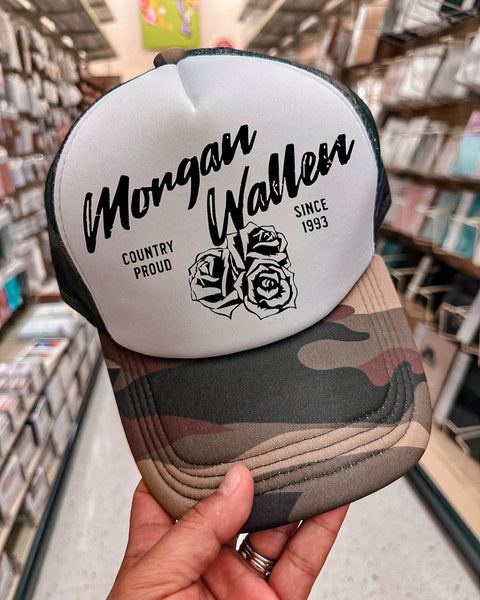 Morgan
Wallen
COUNTRY
PROUD
SINCE
1993